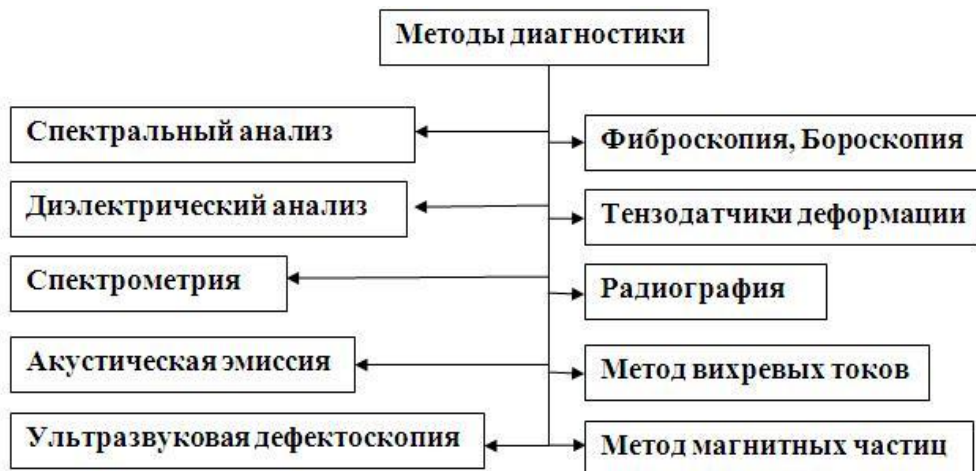 Методы диагностики
Спектральный анализ
Фиброскопия, Бороскопия
Диэлектрический анализ
Тензодатчики деформации
Спектрометрия
Радиография
Акустическая эмиссия
Метод вихревых токов
Ультразвуковая дефектоскопия
Метод магнитных частиц